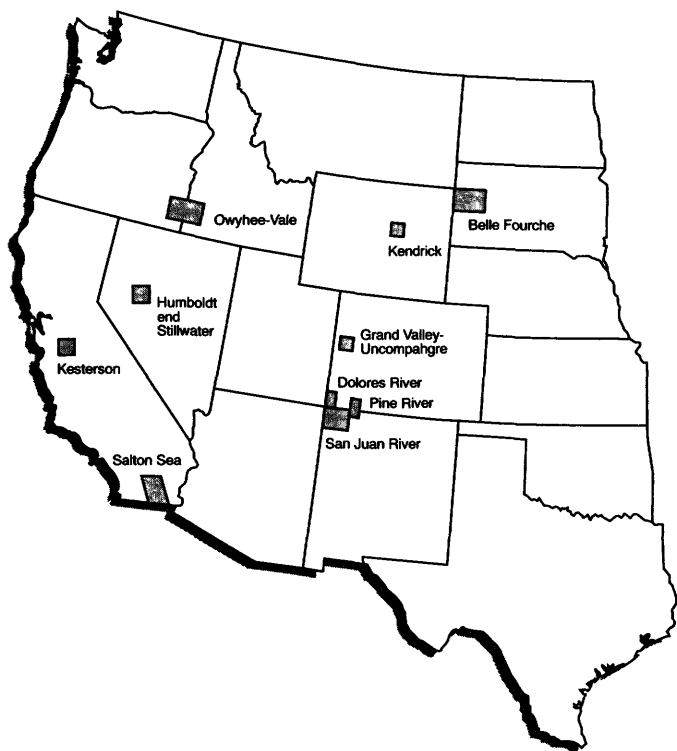 Owyhee-Vale
Belle Fourche
Kendrick
Humboldt
end
Stillwater
Grand Valley-
Uncompahgre
Kesterson
Dolores River
Pine River
San Juan River
Salton Sea